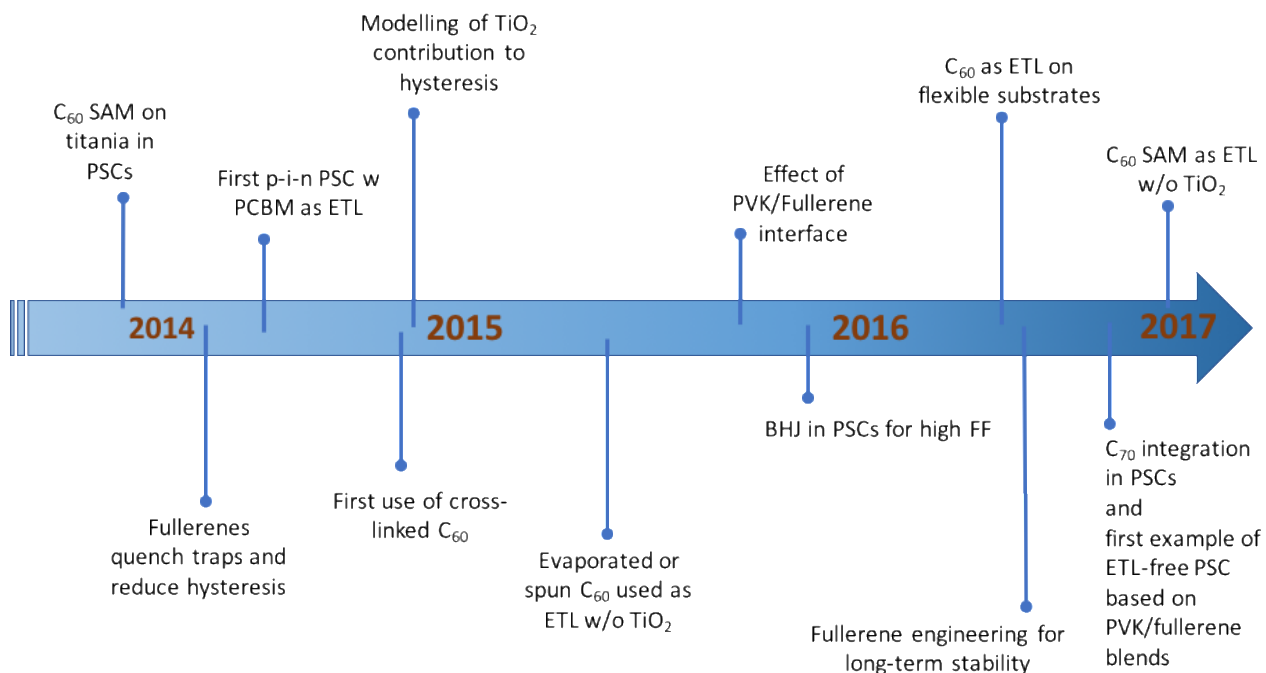 Modelling of TiO₂
contribution to
hysteresis
C₆₀ as ETL on
flexible substrates
C₆₀ SAM on
titania in
PSCs
First p-i-n PSC w
PCBM as ETL
Effect of
PVK/Fullerene
interface
C₆₀ SAM as ETL
w/o TiO₂
2014
2015
2016
2017
Fullerenes
quench traps and
reduce hysteresis
First use of cross-
linked C₆₀
Evaporated or
spun C₆₀ used as
ETL w/o TiO₂
BHJ in PSCs for high FF
Fullerene engineering for
long-term stability
C₇₀ integration
in PSCs
and
first example of
ETL-free PSC
based on
PVK/fullerene
blends